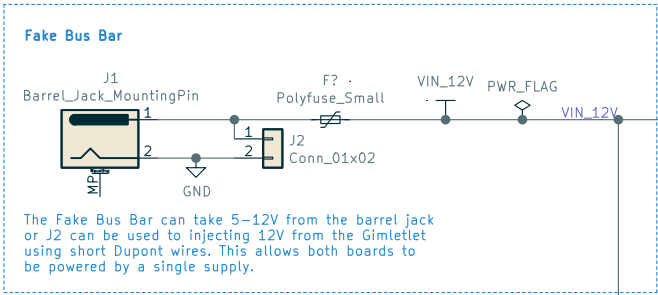 Fake Bus Bar
J1
Barrel_Jack_MountingPin
1
2
MP
F?
Polyfuse_Small
VIN_12V
PWR_FLAG
VIN_12V
1
2
J2
Conn_01x02
GND
The Fake Bus Bar can take 5-12V from the barrel jack
or J2 can be used to injecting 12V from the Gimletlet
using short Dupont wires. This allows both boards to
be powered by a single supply.